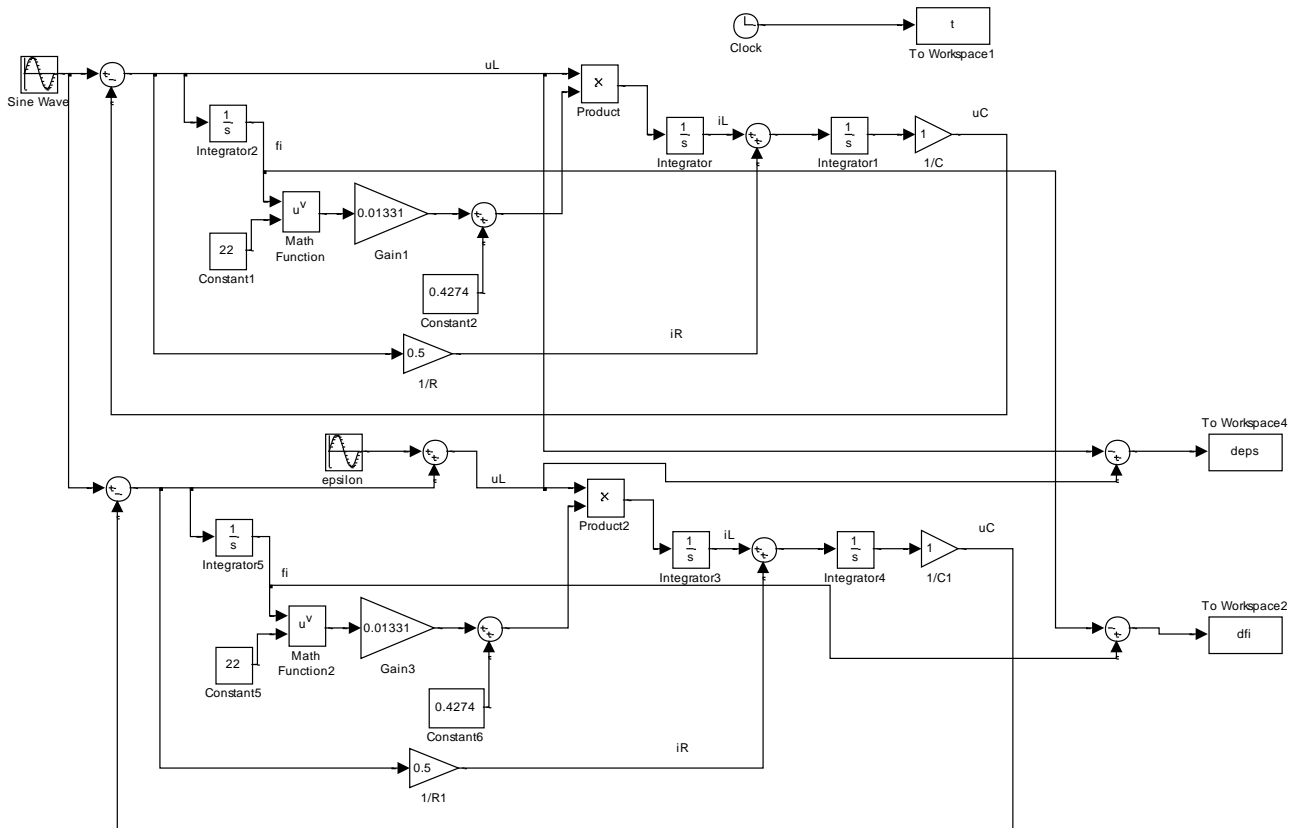 t
Clock
To Workspace1
Sine Wave
uL
Product
1
s
Integrator2
fi
1
s
Integrator
iL
1
s
Integrator1
1
1/C
uC
u^v
Math
Function
22
Constant1
0.01331
Gain1
0.4274
Constant2
0.5
1/R
iR
To Workspace4
deps
epsilon
uL
Product2
1
s
Integrator5
fi
1
s
Integrator3
iL
1
s
Integrator4
1
1/C1
uC
u^v
Math
Function2
22
Constant5
0.01331
Gain3
0.4274
Constant6
To Workspace2
dfi
0.5
1/R1
iR